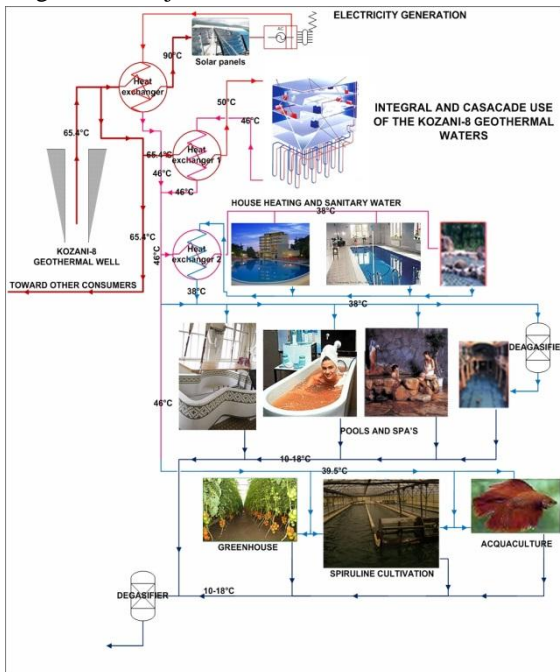 ELECTRICITY GENERATION
AC
90°C
Solar panels
Heat
exchanger
INTEGRAL AND CASACADE USE
OF THE KOZANI-8 GEOTHERMAL
WATERS
50°C
46°C
65.4°C
65.4°C
Heat
exchanger 1
46°C
46°C
HOUSE HEATING AND SANITARY WATER
38°C
KOZANI-8
GEOTHERMAL WELL
65.4°C
46°C
Heat
exchanger 2
TOWARD OTHER CONSUMERS
38°C
38°C
DEAGASIFIER
46°C
POOLS AND SPA'S
10-18°C
39.5°C
GREENHOUSE
SPIRULINE CULTIVATION
ACQUACULTURE
DEGASIFIER
10-18°C